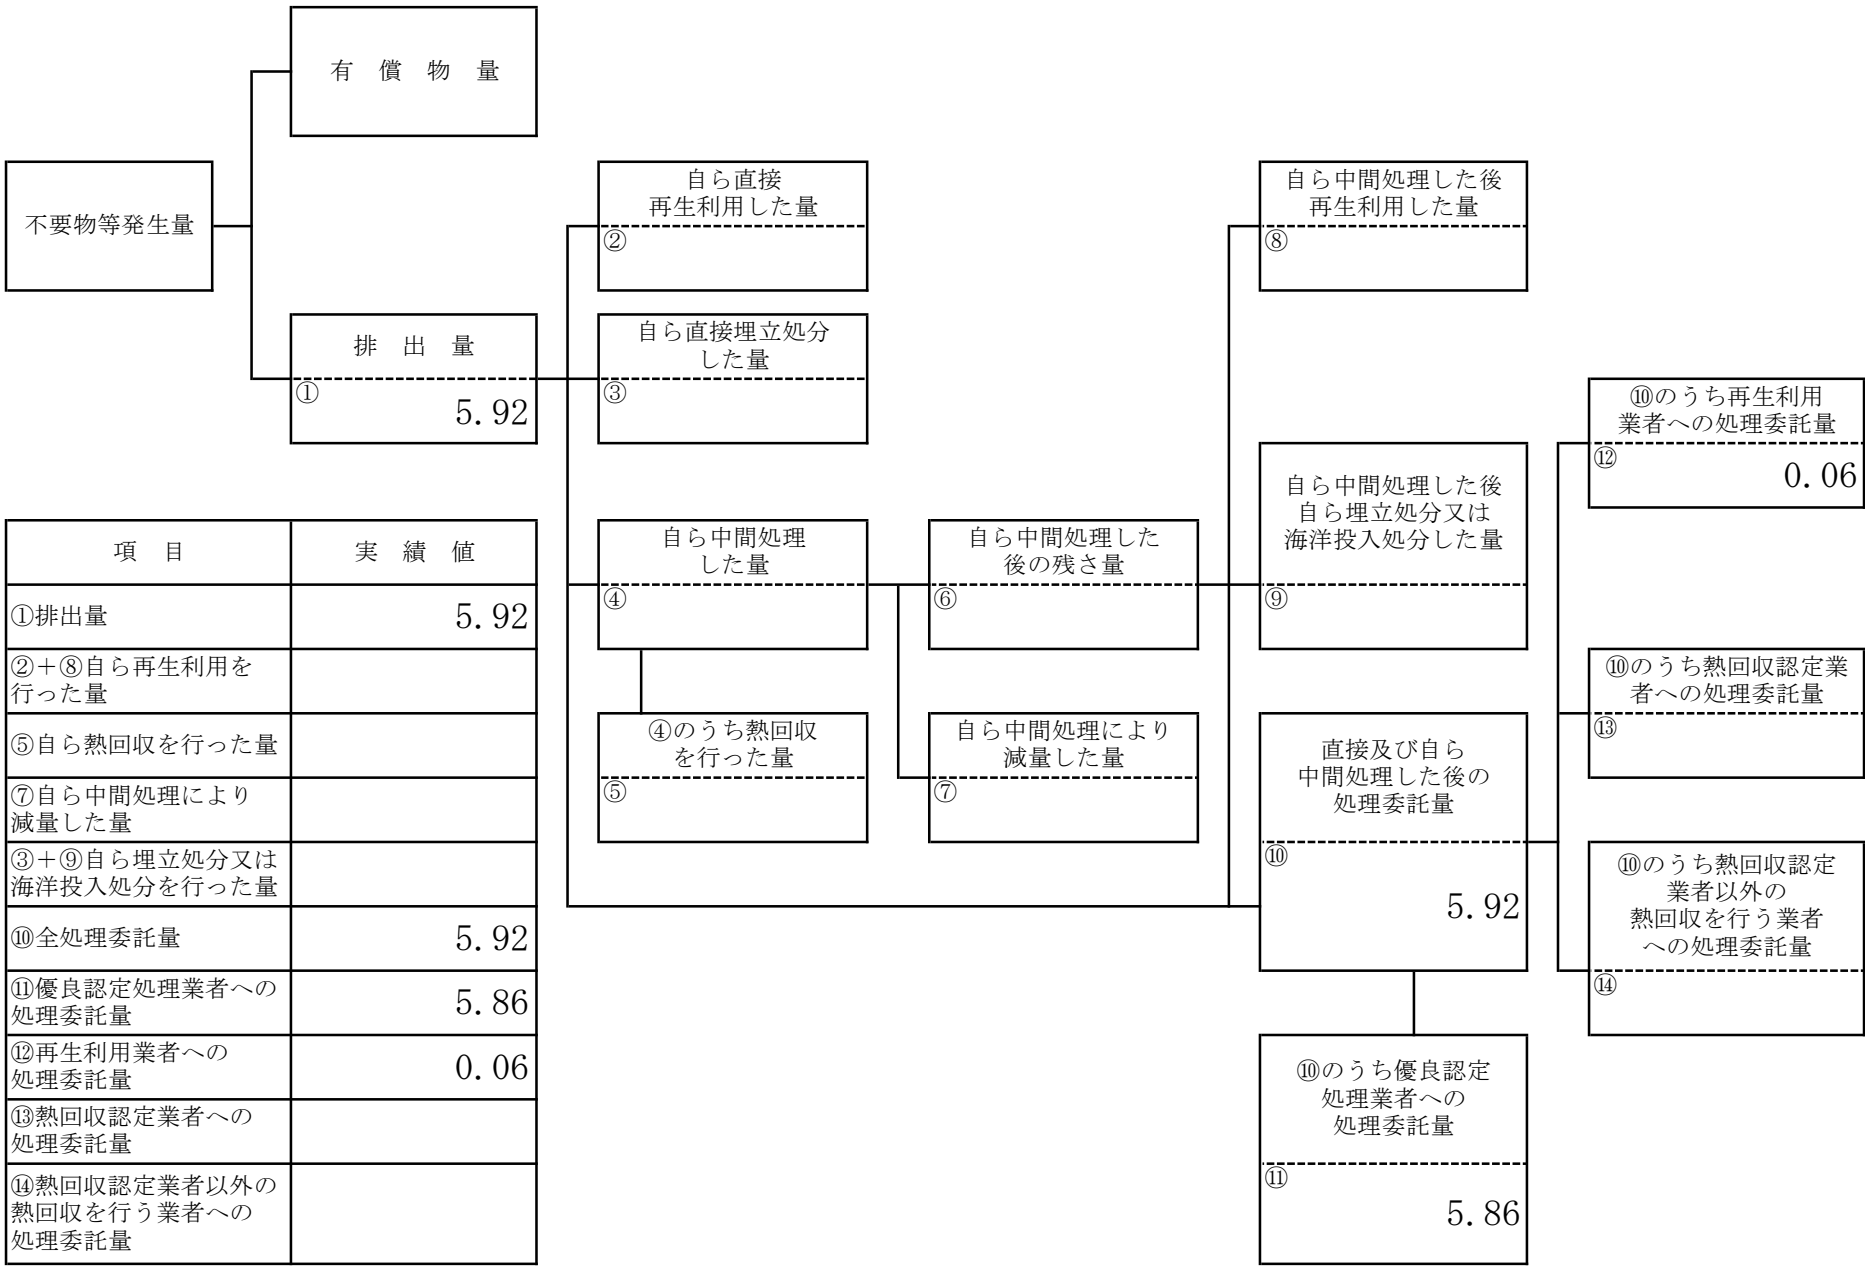 有　償　物　量
不要物等発生量
自ら直接
再生利用した量
②
自ら中間処理した後
再生利用した量
⑧
排　出　量
①
5.92
自ら直接埋立処分
した量
③
⑩のうち再生利用
業者への処理委託量
⑫
0.06
自ら中間処理した後
自ら埋立処分又は
海洋投入処分した量
⑨
自ら中間処理
した量
④
自ら中間処理した
後の残さ量
⑥
⑩のうち熱回収認定業
者への処理委託量
⑬
④のうち熱回収
を行った量
⑤
自ら中間処理により
減量した量
⑦
直接及び自ら
中間処理した後の
処理委託量
⑩
5.92
⑩のうち熱回収認定
業者以外の
熱回収を行う業者
への処理委託量
⑭
⑩のうち優良認定
処理業者への
処理委託量
⑪
5.86
項　目　実　績　値
①排出量　5.92
②＋⑧自ら再生利用を
行った量
⑤自ら熱回収を行った量
⑦自ら中間処理により
減量した量
③＋⑨自ら埋立処分又は
海洋投入処分を行った量
⑩全処理委託量　5.92
⑪優良認定処理業者への
処理委託量　5.86
⑫再生利用業者への
処理委託量　0.06
⑬熱回収認定業者への
処理委託量
⑭熱回収認定業者以外の
熱回収を行う業者への
処理委託量